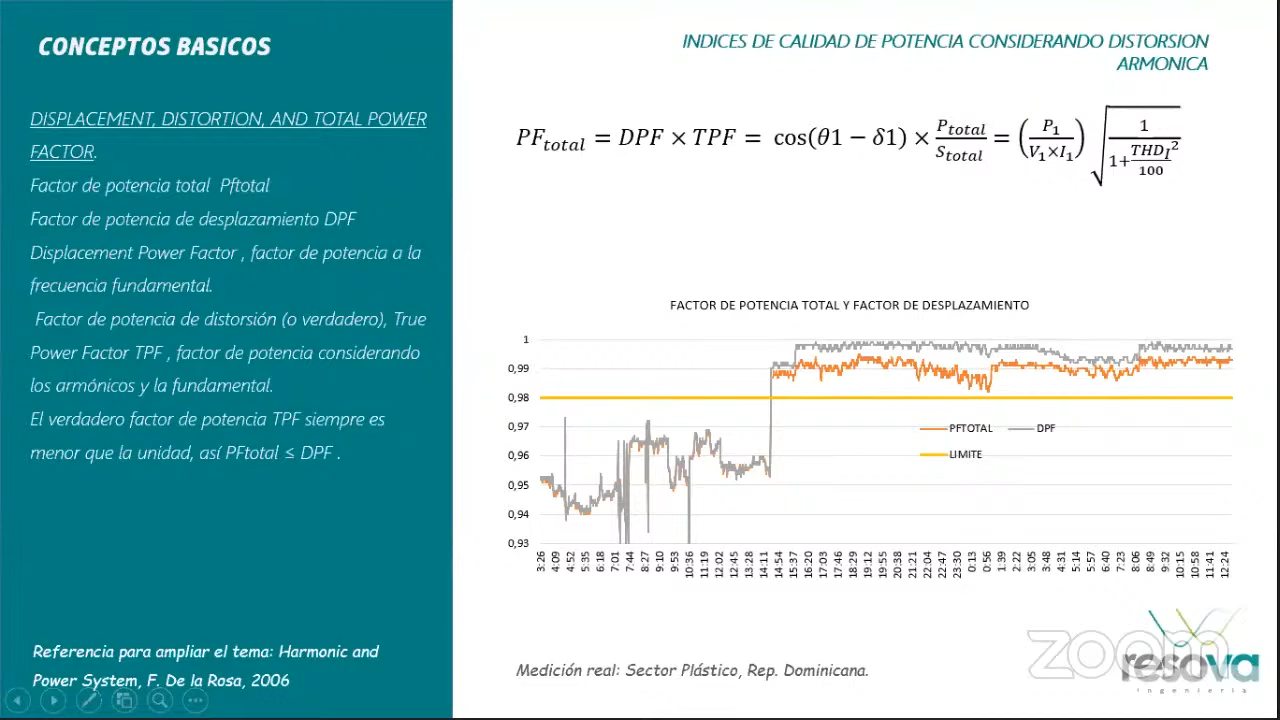 CONCEPTOS BASICOS
DISPLACEMENT, DISTORTION, AND TOTAL POWER
FACTOR.
Factor de potencia total Pftotal
Factor de potencia de desplazamiento DPF
Displacement Power Factor , factor de potencia a la
frecuencia fundamental.
Factor de potencia de distorsión (o verdadero), True
Power Factor TPF , factor de potencia considerando
los armónicos y la fundamental.
El verdadero factor de potencia TPF siempre es
menor que la unidad, así PFtotal ≤ DPF .
Referencia para ampliar el tema: Harmonic and
Power System, F. De la Rosa, 2006
INDICES DE CALIDAD DE POTENCIA CONSIDERANDO DISTORSION
ARMONICA
PF_total = DPF × TPF = cos(θ1 − δ1) × P_total/S_total = (P_1/(V_1×I_1)) √(1/(1+THD_I²/100))
FACTOR DE POTENCIA TOTAL Y FACTOR DE DESPLAZAMIENTO
1
0,99
0,98
0,97
0,96
0,95
0,94
0,93
PFTOTAL DPF
LIMITE
3:26 4:09 4:52 5:35 6:18 7:01 7:44 8:27 9:10 9:53 10:36 11:19 12:02 12:45 13:28 14:11 14:54 15:37 16:20 17:03 17:46 18:29 19:12 19:55 20:38 21:21 22:04 22:47 23:30 0:13 0:56 1:39 2:22 3:05 3:48 4:31 5:14 5:57 6:40 7:23 8:06 8:49 9:32 10:15 10:58 11:41 12:24
Medición real: Sector Plástico, Rep. Dominicana.
zoom
resova
ingeniería